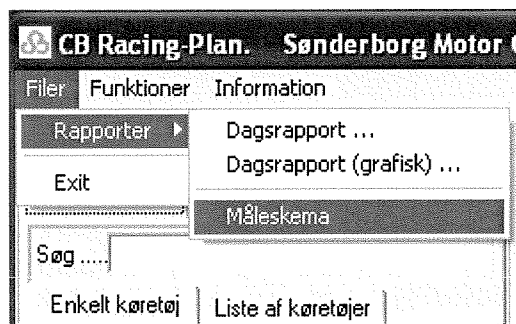 CB Racing-Plan. Sønderborg Motor
Filer Funktioner Information
Rapporter
Dagsrapport ...
Dagsrapport (grafisk) ...
Exit
Måleskema
Søg .....
Enkelt køretøj Liste af køretøjer